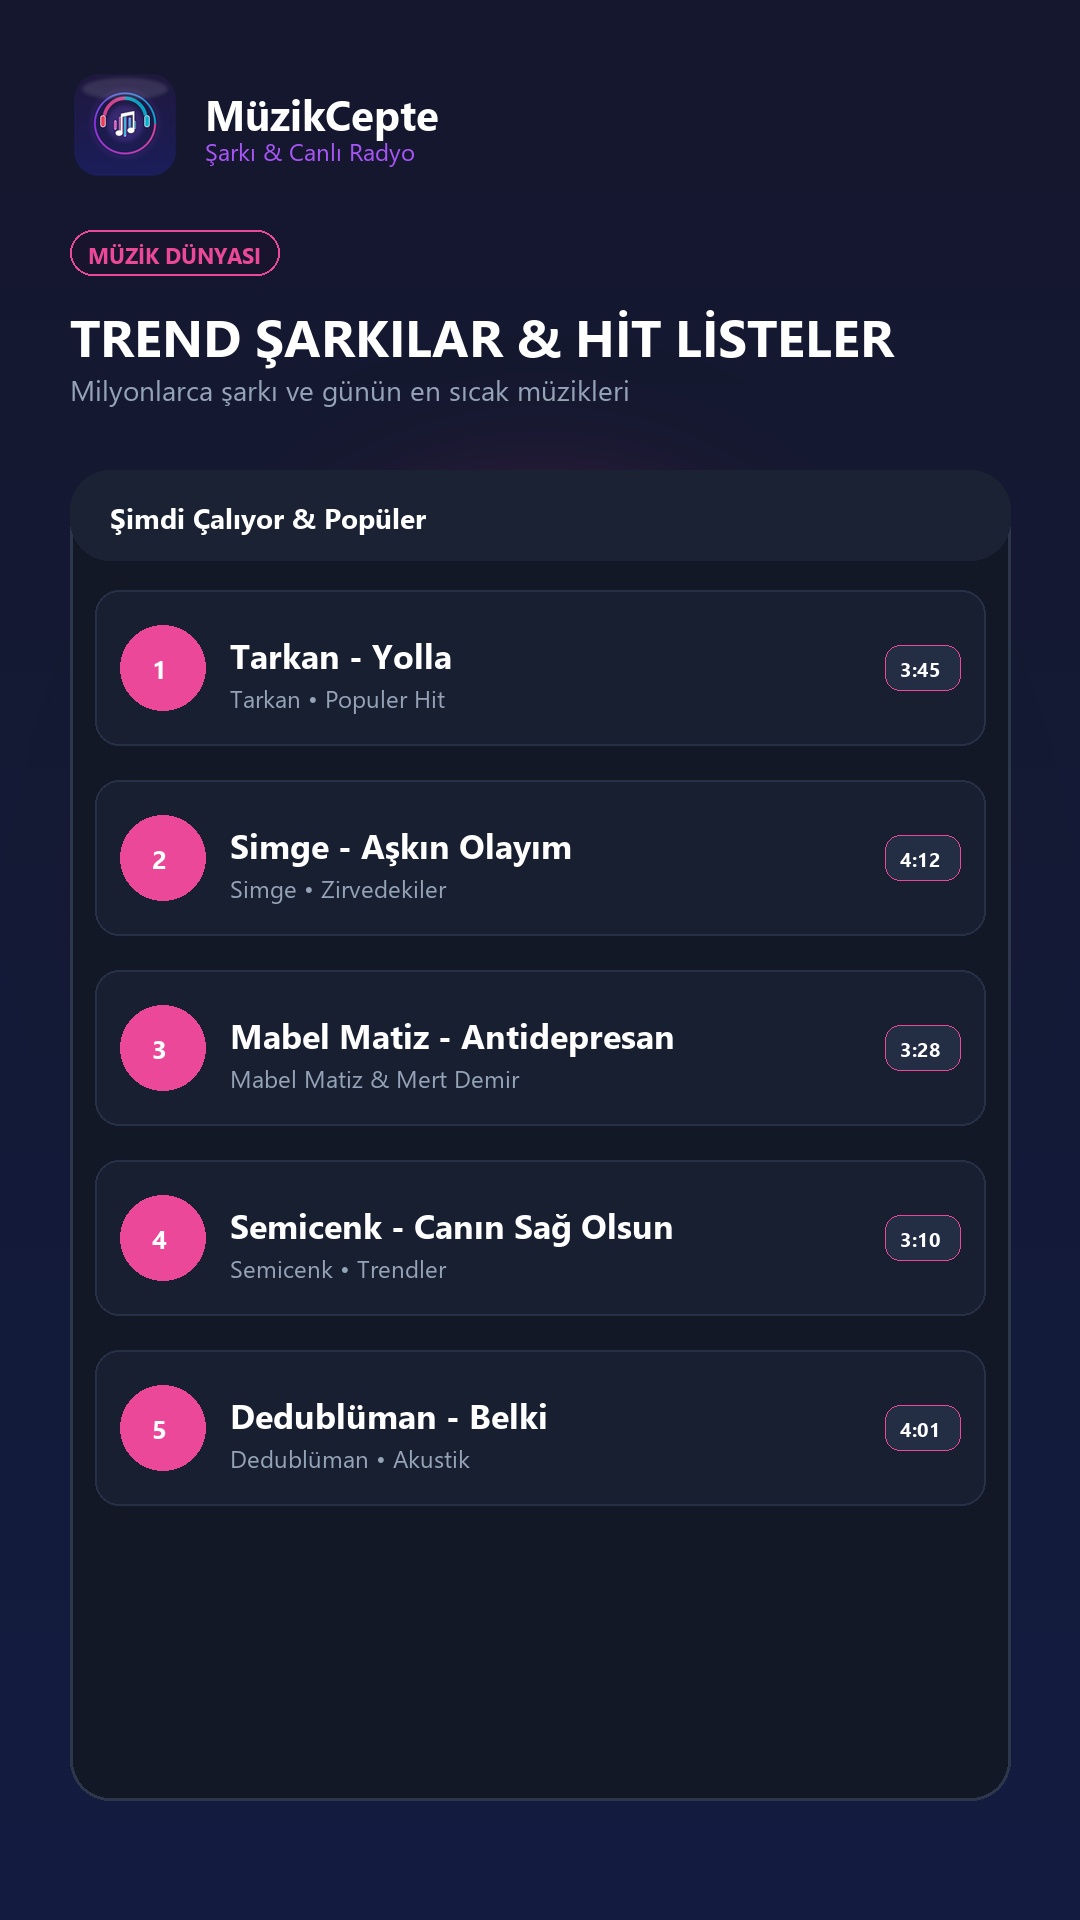 MüzikCepte
Şarkı & Canlı Radyo
MÜZİK DÜNYASI
TREND ŞARKILAR & HİT LİSTELER
Milyonlarca şarkı ve günün en sıcak müzikleri
Şimdi Çalıyor & Popüler
1
Tarkan - Yolla
Tarkan • Populer Hit
3:45
2
Simge - Aşkın Olayım
Simge • Zirvedekiler
4:12
3
Mabel Matiz - Antidepresan
Mabel Matiz & Mert Demir
3:28
4
Semicenk - Canın Sağ Olsun
Semicenk • Trendler
3:10
5
Dedublüman - Belki
Dedublüman • Akustik
4:01